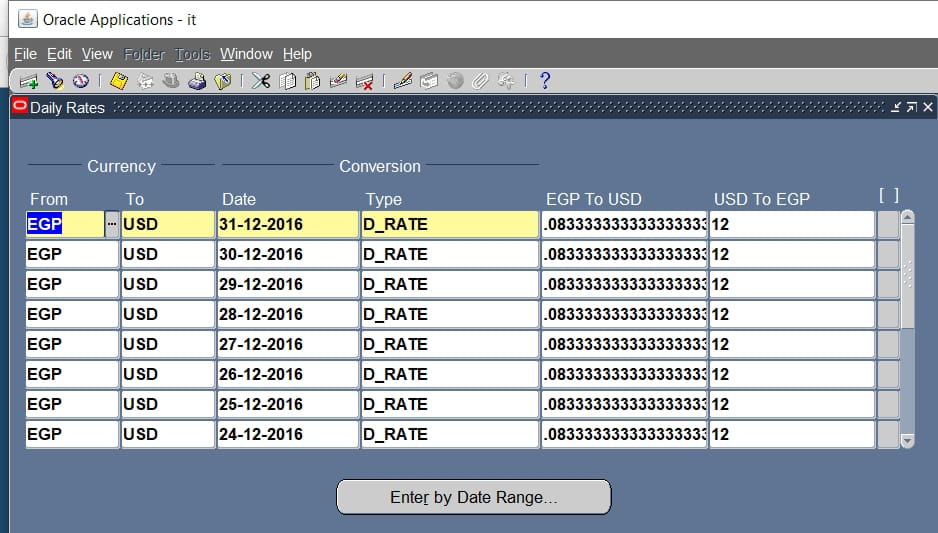 Oracle Applications - it
File Edit View Folder Tools Window Help
Daily Rates
Currency Conversion
From To Date Type EGP To USD USD To EGP [ ]
EGP ... USD 31-12-2016 D_RATE .0833333333333333333 12
EGP USD 30-12-2016 D_RATE .0833333333333333333 12
EGP USD 29-12-2016 D_RATE .0833333333333333333 12
EGP USD 28-12-2016 D_RATE .0833333333333333333 12
EGP USD 27-12-2016 D_RATE .0833333333333333333 12
EGP USD 26-12-2016 D_RATE .0833333333333333333 12
EGP USD 25-12-2016 D_RATE .0833333333333333333 12
EGP USD 24-12-2016 D_RATE .0833333333333333333 12
Enter by Date Range...